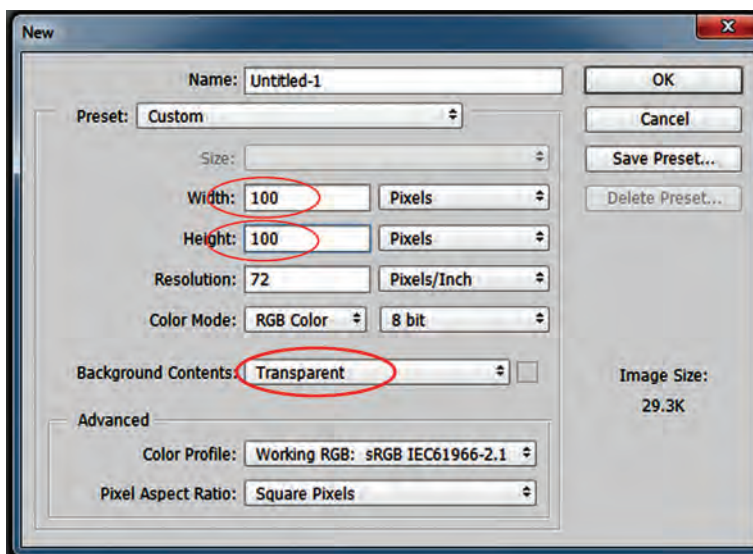 New
Name: Untitled-1
OK
Preset: Custom
Cancel
Size:
Save Preset...
Width: 100 Pixels
Delete Preset...
Height: 100 Pixels
Resolution: 72 Pixels/Inch
Color Mode: RGB Color 8 bit
Background Contents: Transparent
Image Size:
29.3K
Advanced
Color Profile: Working RGB: sRGB IEC61966-2.1
Pixel Aspect Ratio: Square Pixels